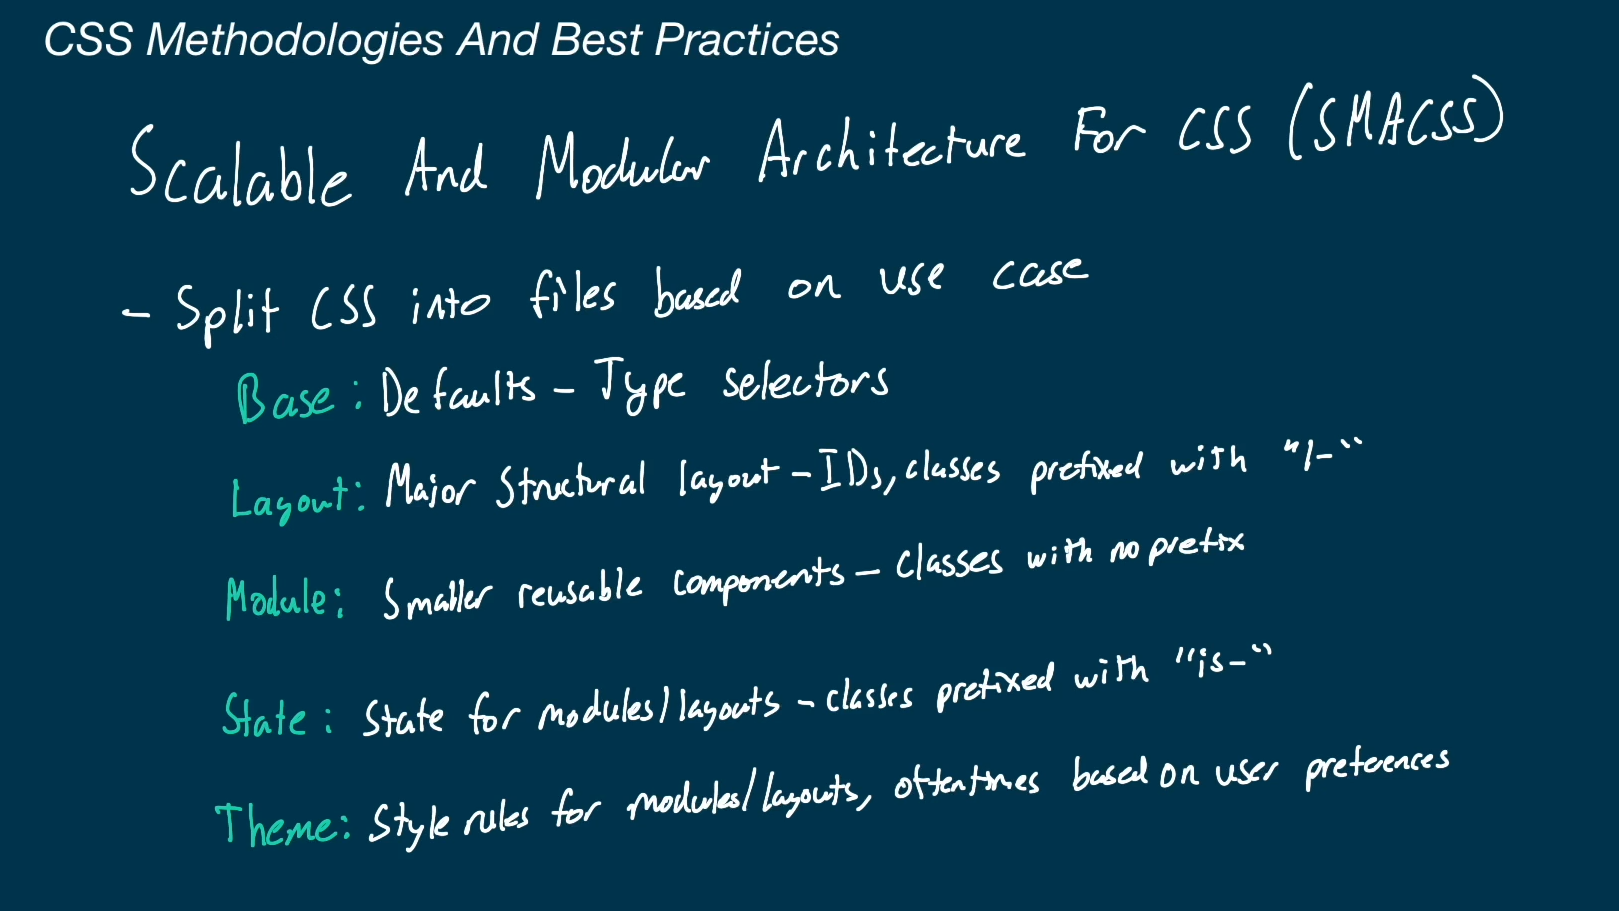 CSS Methodologies And Best Practices
Scalable And Modular Architecture For CSS (SMACSS)
- Split CSS into files based on use case
Base: Defaults - Type selectors
Layout: Major Structural layout - IDs, classes prefixed with "l-"
Module: Smaller reusable components - Classes with no prefix
State: State for modules/layouts - classes prefixed with "is-"
Theme: Style rules for modules/layouts, oftentimes based on user preferences